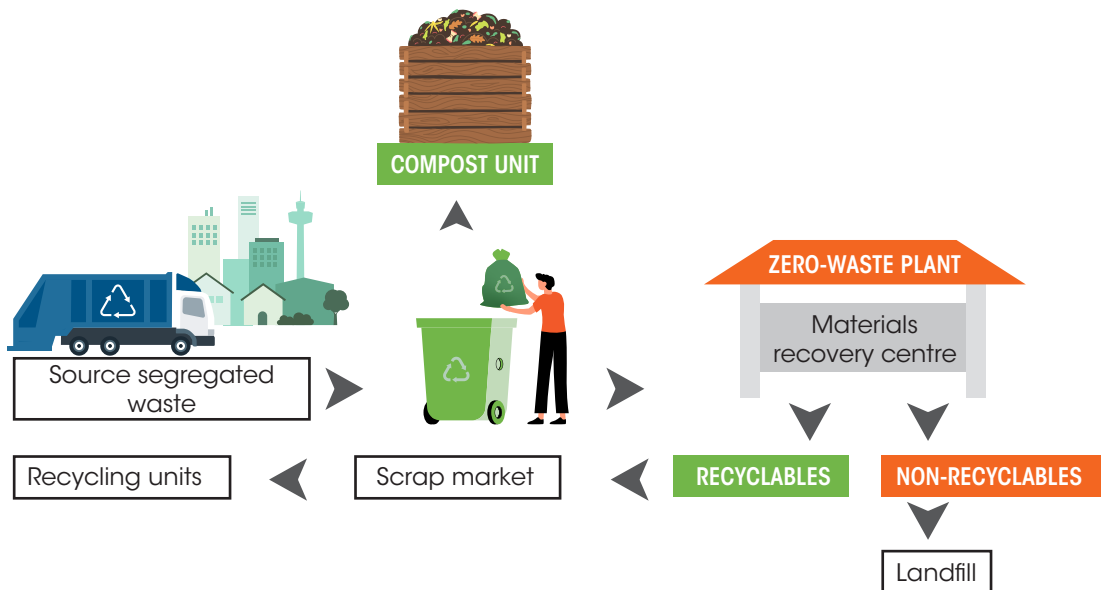 COMPOST UNIT
ZERO-WASTE PLANT
Materials
recovery centre
Source segregated
waste
Recycling units
Scrap market
RECYCLABLES
NON-RECYCLABLES
Landfill